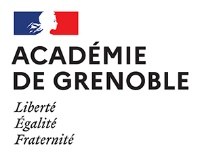 ACADÉMIE
DE GRENOBLE
Liberté
Égalité
Fraternité